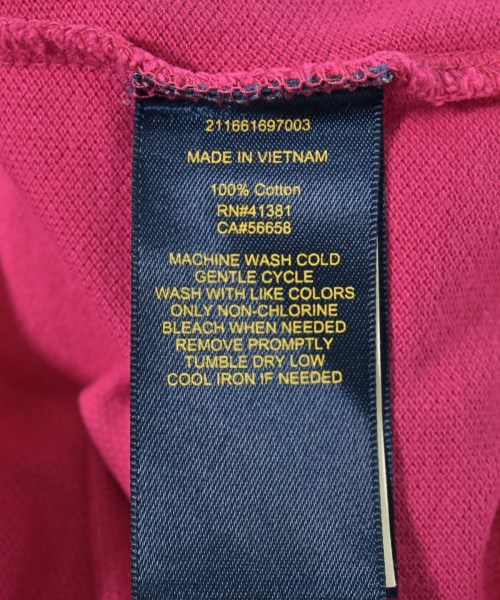 211661697003
MADE IN VIETNAM
100% Cotton
RN#41381
CA#56658
MACHINE WASH COLD
GENTLE CYCLE
WASH WITH LIKE COLORS
ONLY NON-CHLORINE
BLEACH WHEN NEEDED
REMOVE PROMPTLY
TUMBLE DRY LOW
COOL IRON IF NEEDED